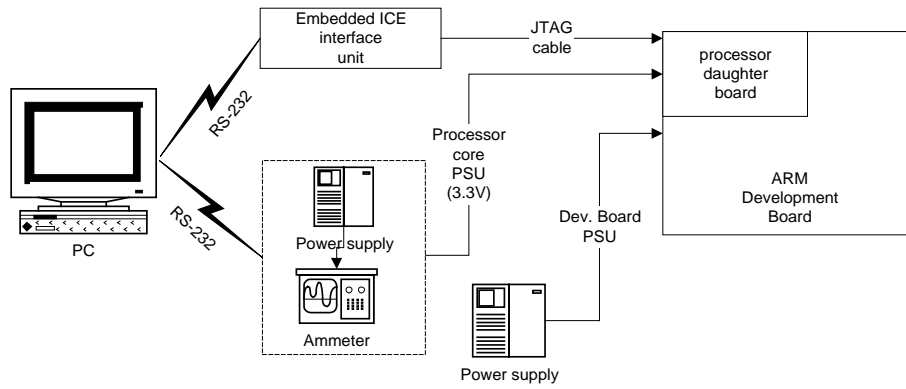 Embedded ICE
interface
unit
JTAG
cable
processor
daughter
board
RS-232
Processor
core
PSU
(3.3V)
ARM
Development
Board
PC
RS-232
Power supply
Dev. Board
PSU
Ammeter
Power supply